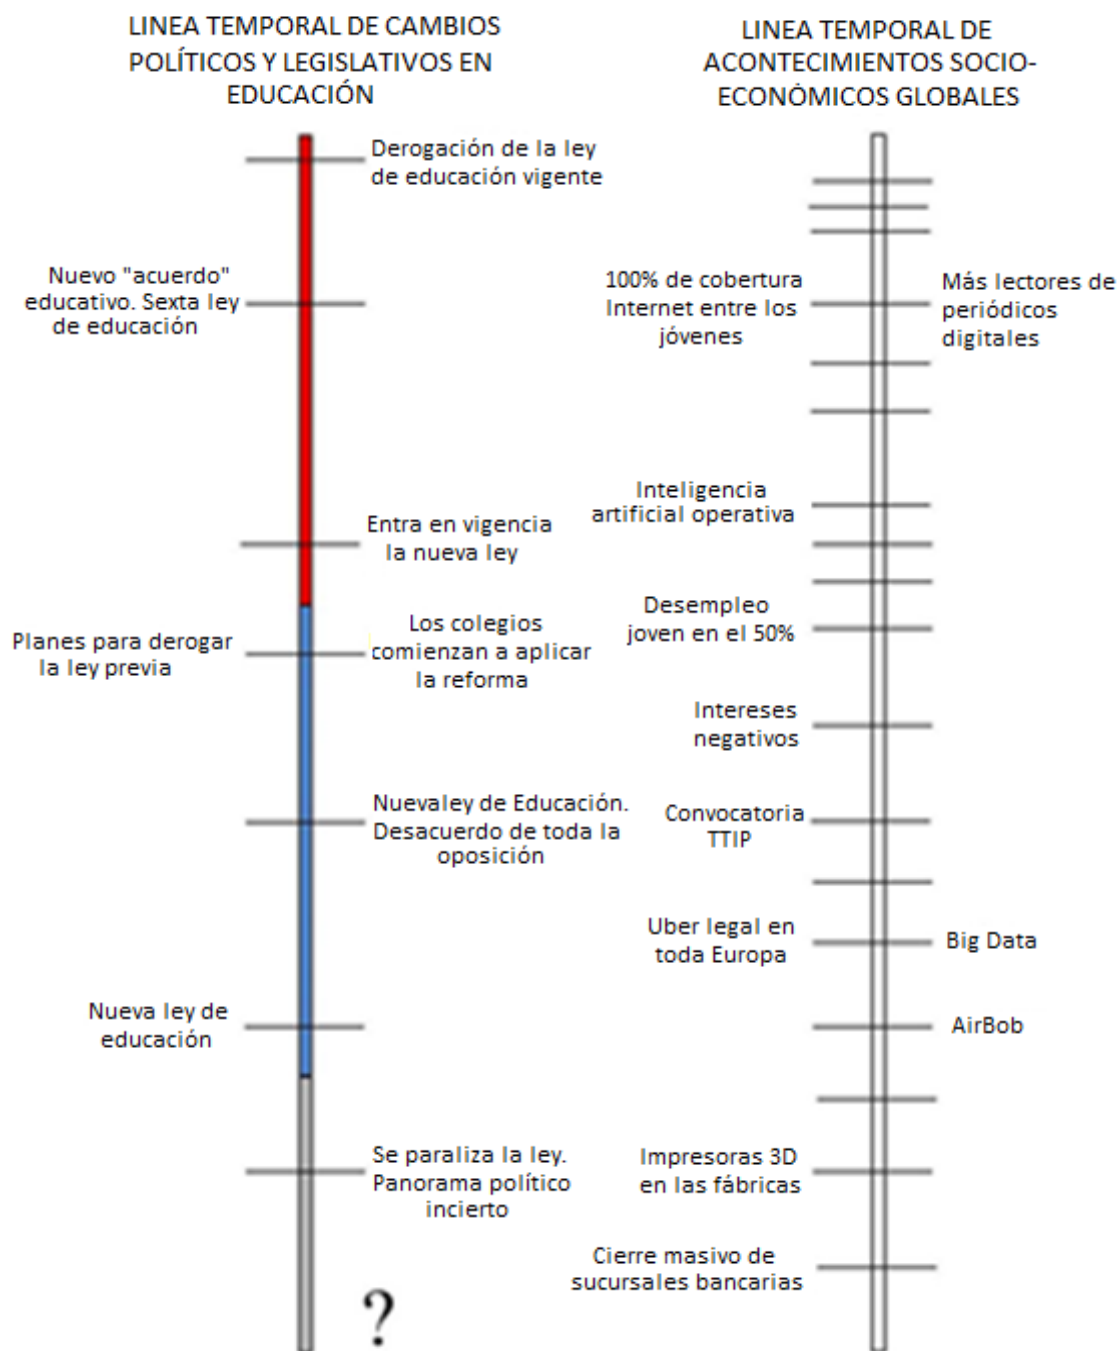 LINEA TEMPORAL DE CAMBIOS
POLÍTICOS Y LEGISLATIVOS EN
EDUCACIÓN
LINEA TEMPORAL DE
ACONTECIMIENTOS SOCIO-
ECONÓMICOS GLOBALES
Derogación de la ley
de educación vigente
Nuevo "acuerdo"
educativo. Sexta ley
de educación
Entra en vigencia
la nueva ley
Planes para derogar
la ley previa
Los colegios
comienzan a aplicar
la reforma
Nuevaley de Educación.
Desacuerdo de toda la
oposición
Nueva ley de
educación
Se paraliza la ley.
Panorama político
incierto
?
100% de cobertura
Internet entre los
jóvenes
Más lectores de
periódicos
digitales
Inteligencia
artificial operativa
Desempleo
joven en el 50%
Intereses
negativos
Convocatoria
TTIP
Uber legal en
toda Europa
Big Data
AirBob
Impresoras 3D
en las fábricas
Cierre masivo de
sucursales bancarias